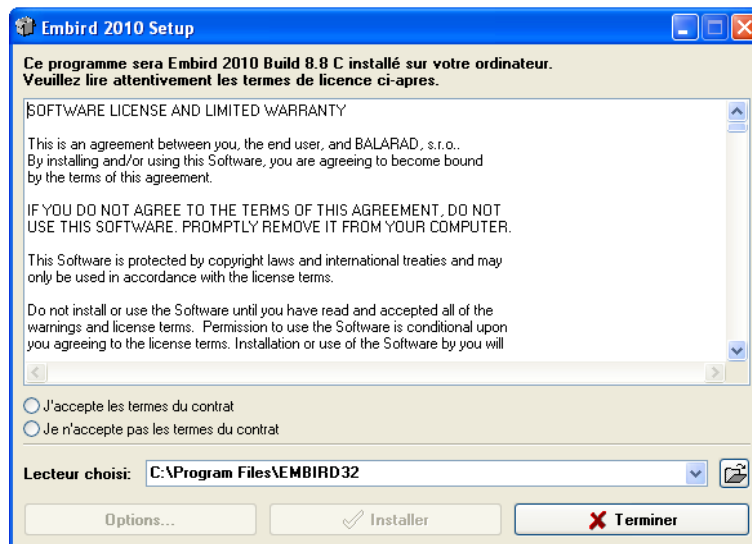 Embird 2010 Setup
Ce programme sera Embird 2010 Build 8.8 C installé sur votre ordinateur.
Veuillez lire attentivement les termes de licence ci-apres.
SOFTWARE LICENSE AND LIMITED WARRANTY
This is an agreement between you, the end user, and BALARAD, s.r.o..
By installing and/or using this Software, you are agreeing to become bound
by the terms of this agreement.
IF YOU DO NOT AGREE TO THE TERMS OF THIS AGREEMENT, DO NOT
USE THIS SOFTWARE. PROMPTLY REMOVE IT FROM YOUR COMPUTER.
This Software is protected by copyright laws and international treaties and may
only be used in accordance with the license terms.
Do not install or use the Software until you have read and accepted all of the
warnings and license terms.  Permission to use the Software is conditional upon
you agreeing to the license terms. Installation or use of the Software by you will
J'accepte les termes du contrat
Je n'accepte pas les termes du contrat
Lecteur choisi: C:\Program Files\EMBIRD32
Options... Installer Terminer